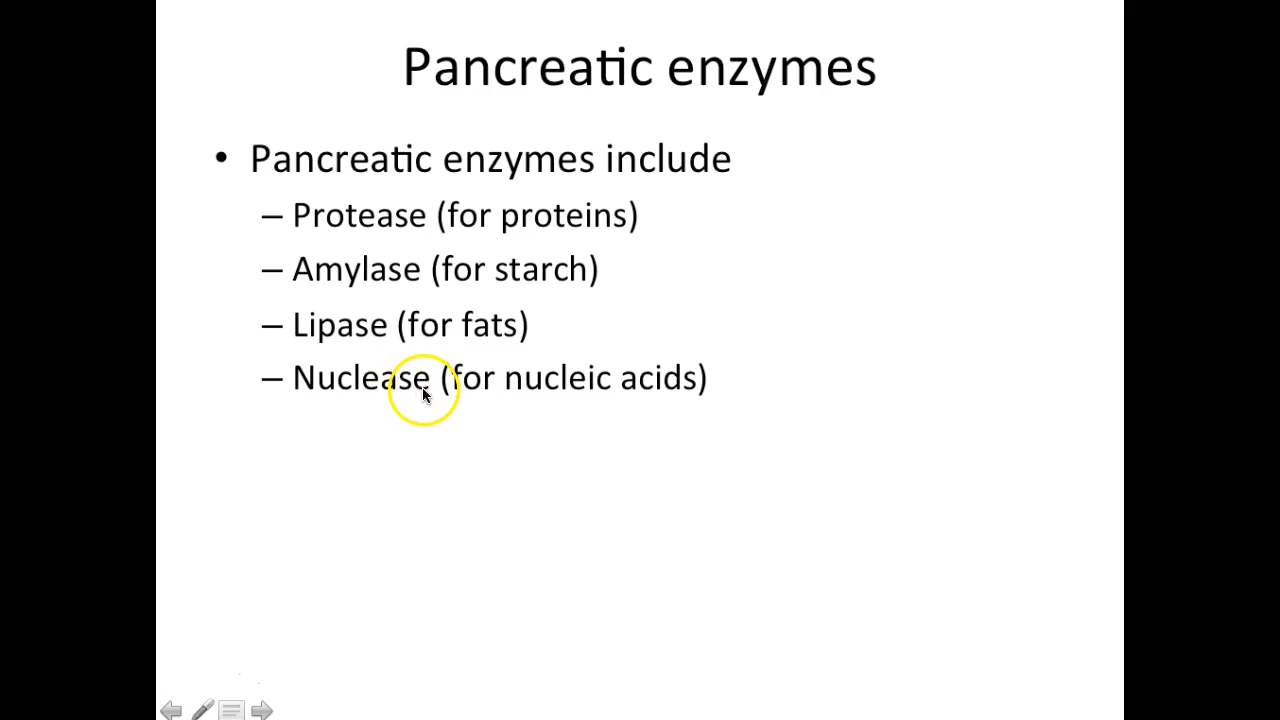 Pancreatic enzymes
• Pancreatic enzymes include
– Protease (for proteins)
– Amylase (for starch)
– Lipase (for fats)
– Nuclease (for nucleic acids)